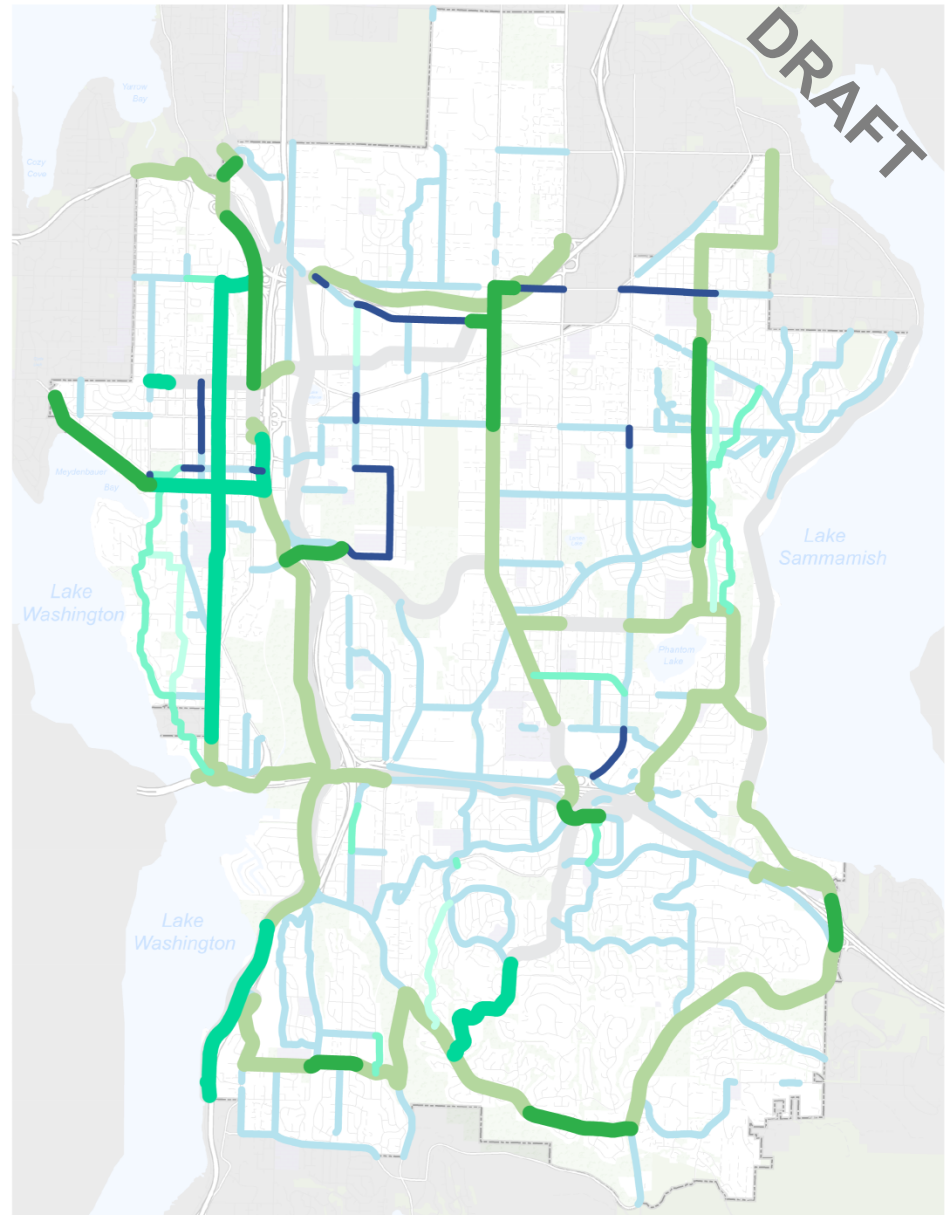 DRAFT
Yarrow
Bay
Cozy
Cove
Meydenbauer
Bay
Lake
Sammamish
Lake
Washington
Phantom
Lake
Lake
Washington